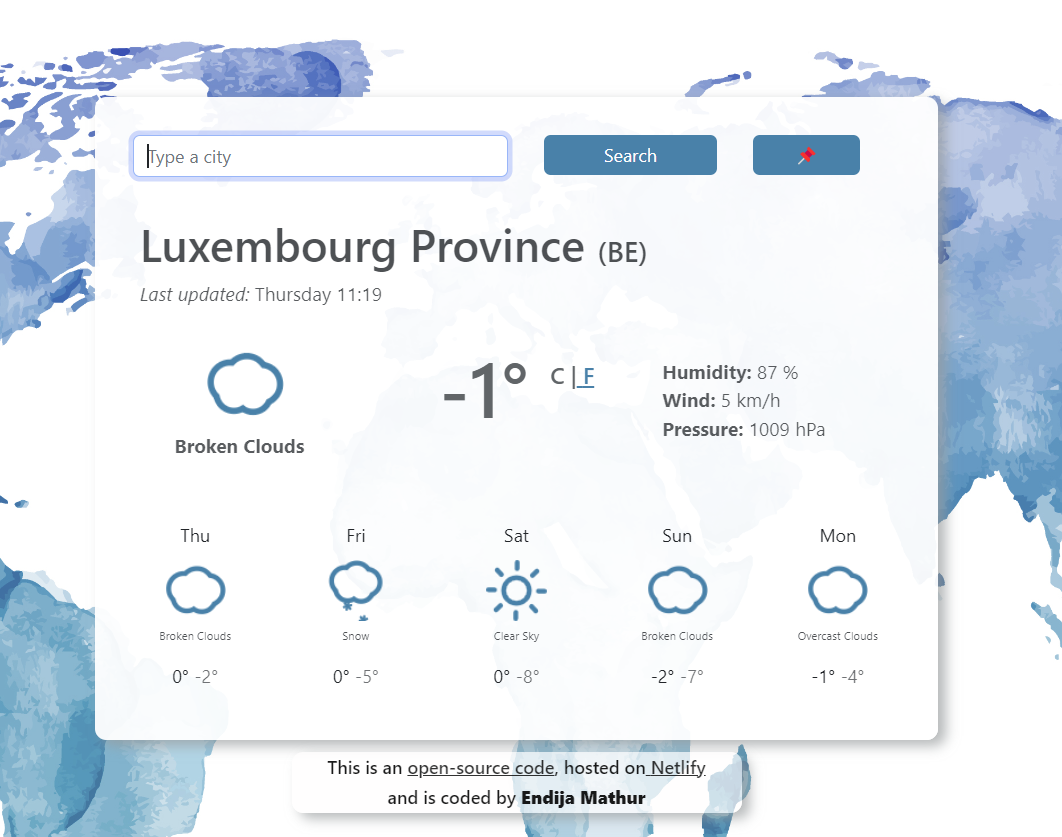 Type a city
Search
Luxembourg Province (BE)
Last updated: Thursday 11:19
-1° C | F
Humidity: 87 %
Wind: 5 km/h
Pressure: 1009 hPa
Broken Clouds
Thu Fri Sat Sun Mon
Broken Clouds Snow Clear Sky Broken Clouds Overcast Clouds
0° -2° 0° -5° 0° -8° -2° -7° -1° -4°
This is an open-source code, hosted on Netlify
and is coded by Endija Mathur